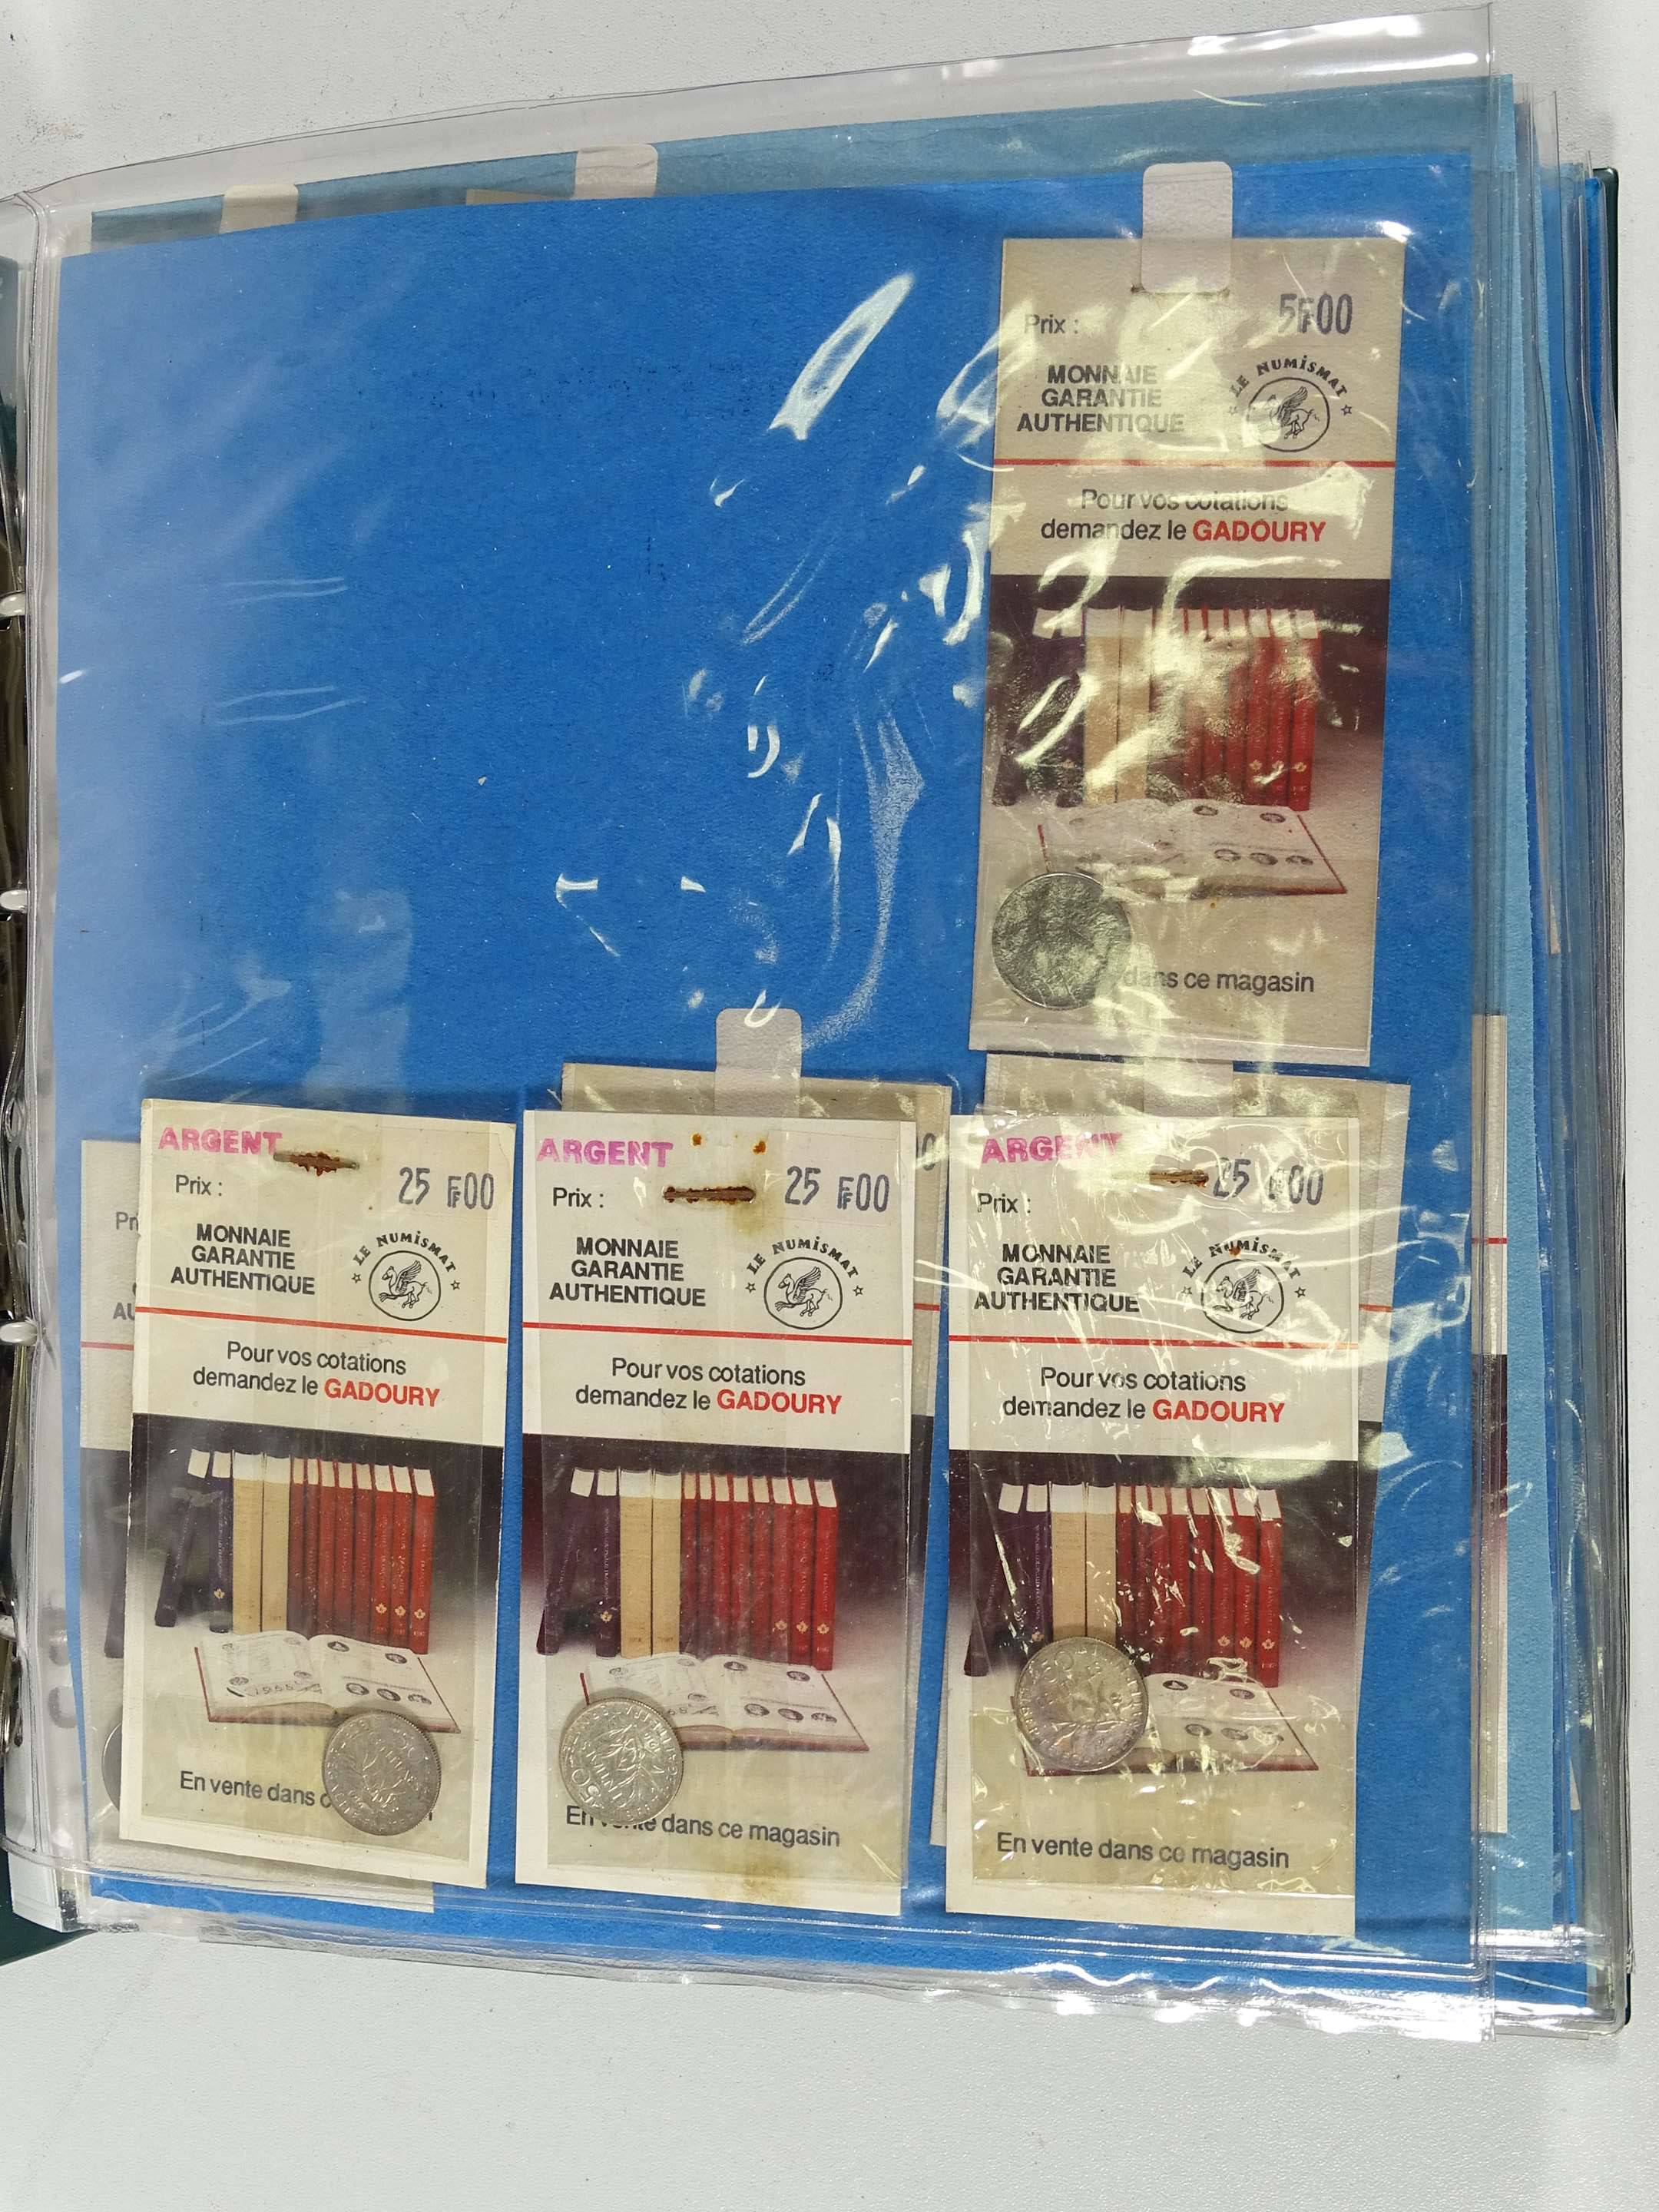 Prix : 5F00
MONNAIE
GARANTIE
AUTHENTIQUE
LE NUMiSMAT
Pour vos cotations
demandez le GADOURY
dans ce magasin
ARGENT
Prix : 25 F00
MONNAIE
GARANTIE
AUTHENTIQUE
LE NUMiSMAT
Pour vos cotations
demandez le GADOURY
En vente dans
ARGENT
Prix : 25 F00
MONNAIE
GARANTIE
AUTHENTIQUE
LE NUMiSMAT
Pour vos cotations
demandez le GADOURY
En vente dans ce magasin
ARGENT
Prix : 25 F00
MONNAIE
GARANTIE
AUTHENTIQUE
LE NUMiSMAT
Pour vos cotations
demandez le GADOURY
En vente dans ce magasin